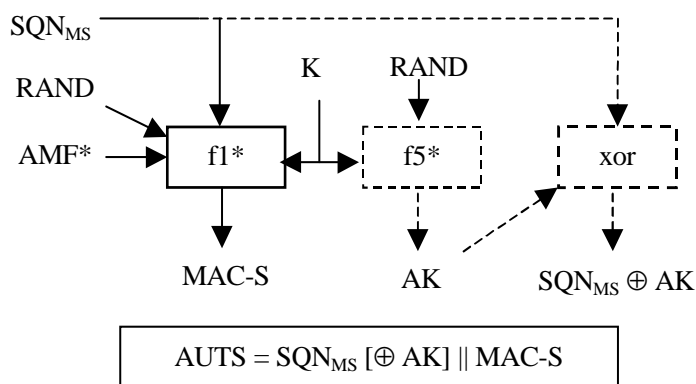 SQN_MS
K
RAND
RAND
AMF*
f1*
f5*
xor
MAC-S
AK
SQN_MS ⊕ AK
AUTS = SQN_MS [⊕ AK] || MAC-S